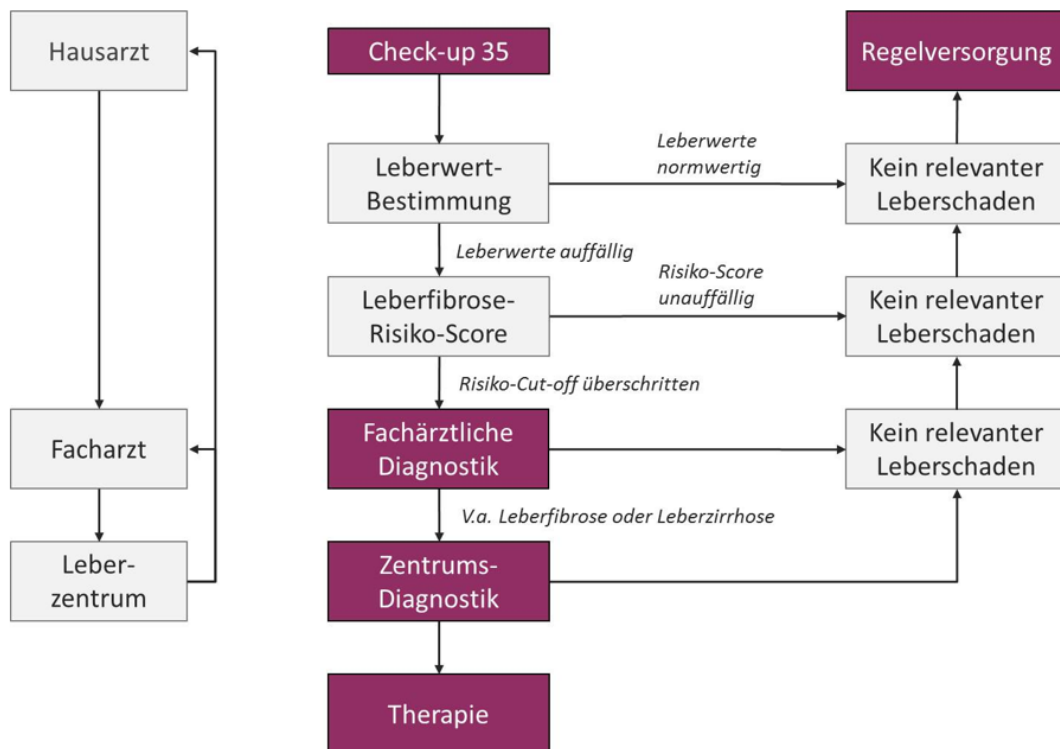 Hausarzt
Facharzt
Leber-
zentrum
Check-up 35
Leberwert-
Bestimmung
Leberwerte
normwertig
Leberwerte auffällig
Leberfibrose-
Risiko-Score
Risiko-Score
unauffällig
Risiko-Cut-off überschritten
Fachärztliche
Diagnostik
V.a. Leberfibrose oder Leberzirrhose
Zentrums-
Diagnostik
Therapie
Regelversorgung
Kein relevanter
Leberschaden
Kein relevanter
Leberschaden
Kein relevanter
Leberschaden